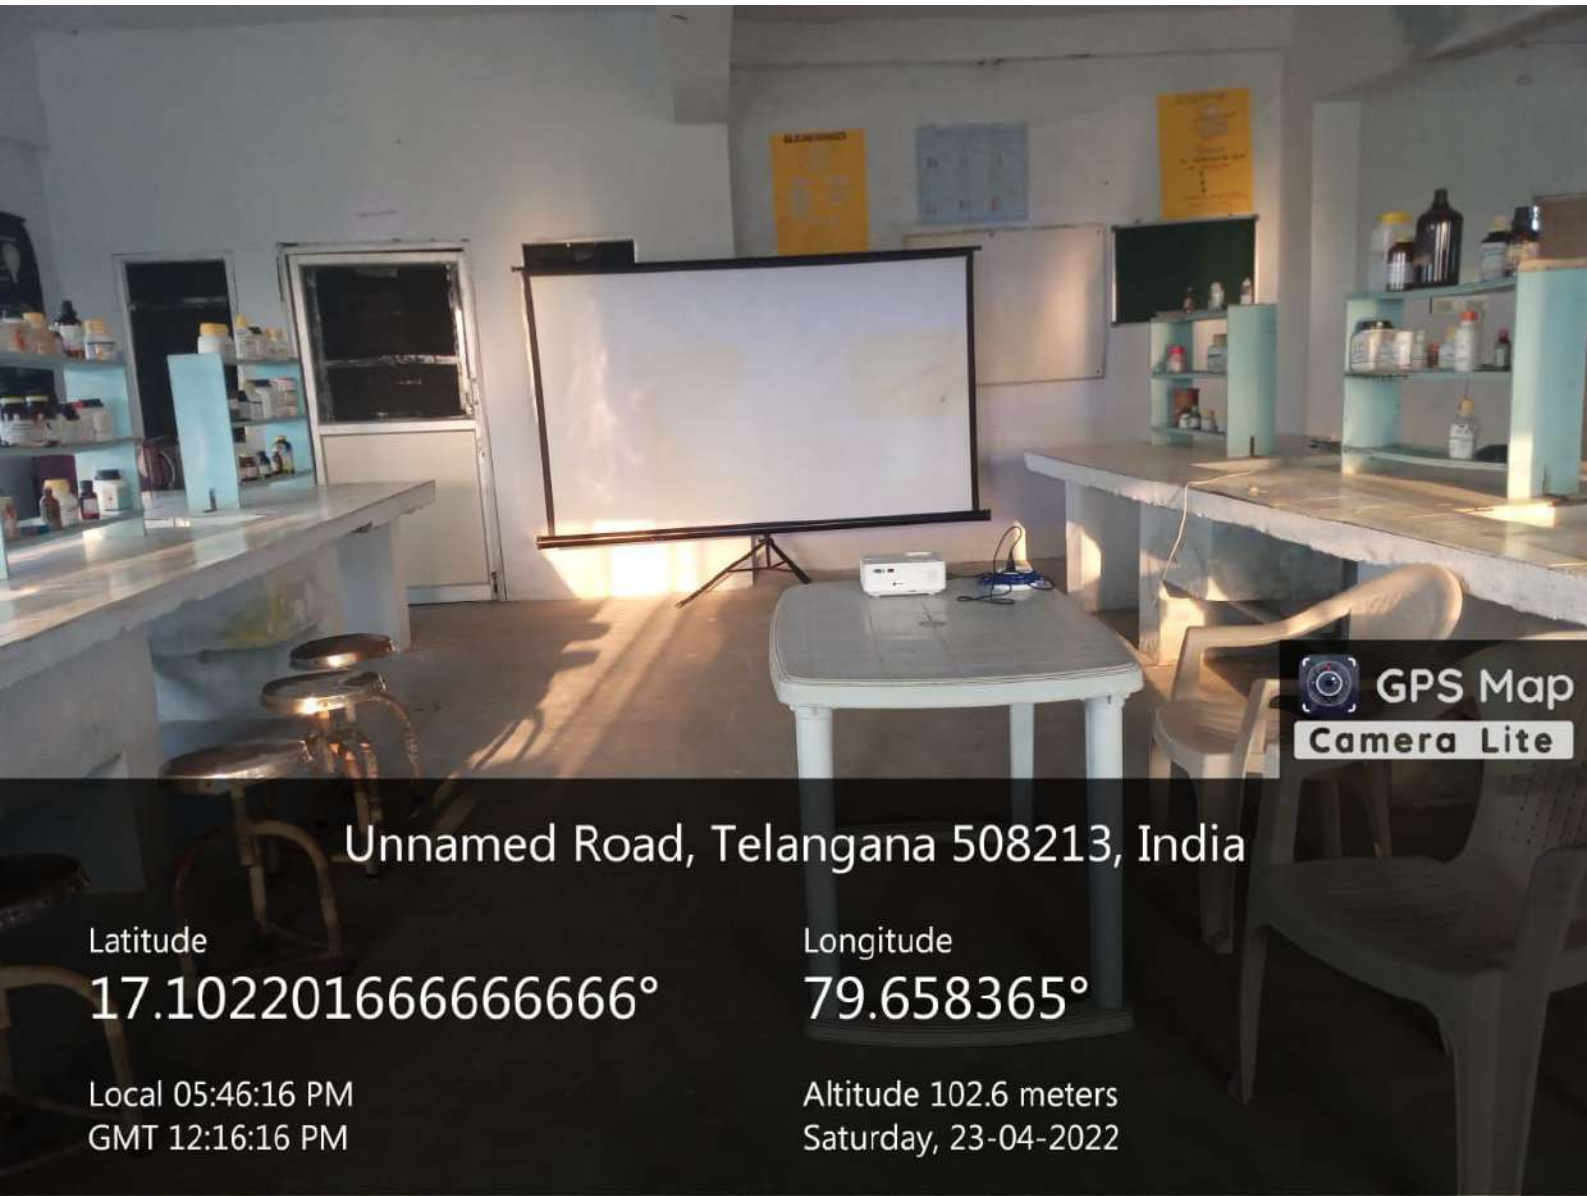 GPS Map
Camera Lite
Unnamed Road, Telangana 508213, India
Latitude
17.102201666666666°
Longitude
79.658365°
Local 05:46:16 PM
GMT 12:16:16 PM
Altitude 102.6 meters
Saturday, 23-04-2022